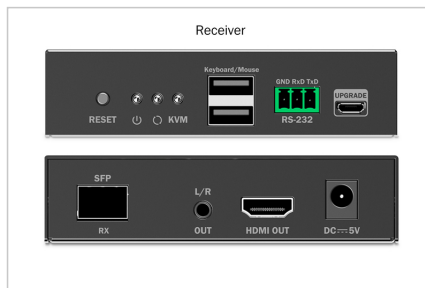 Receiver
Keyboard/Mouse
GND RxD TxD
UPGRADE
RESET
KVM
RS-232
SFP
L/R
RX
OUT
HDMI OUT
DC⎓5V